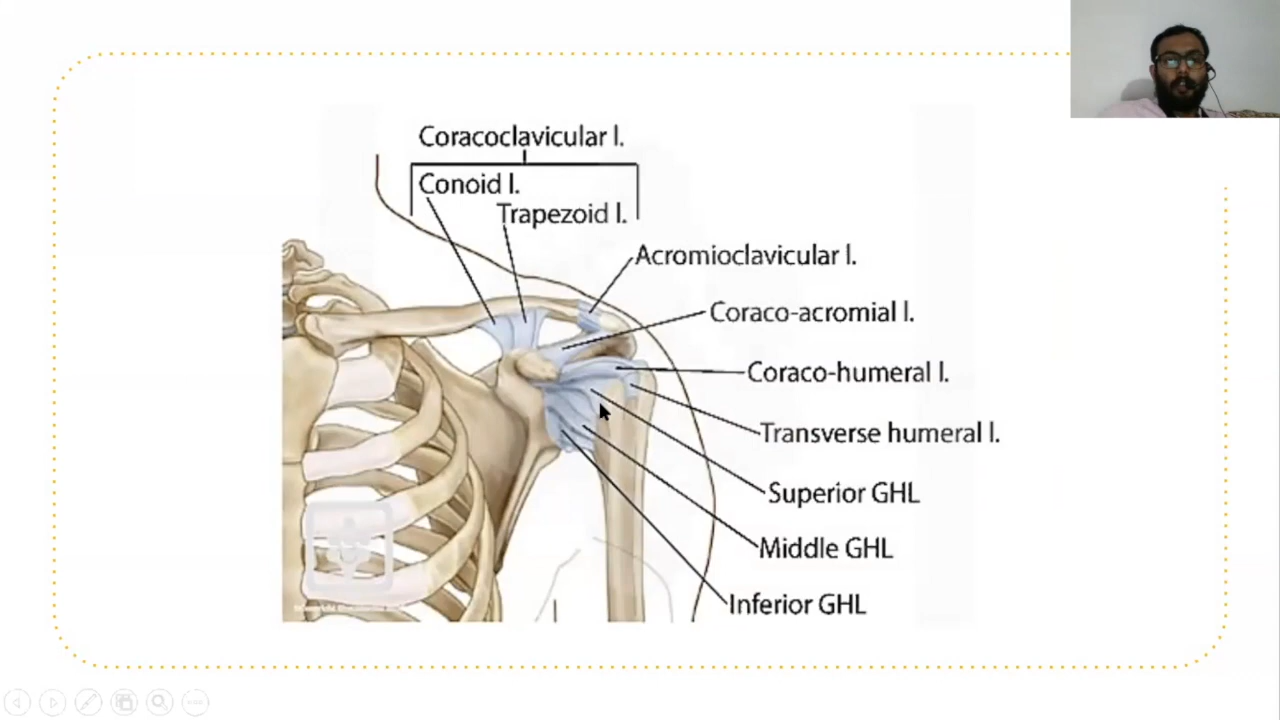 Coracoclavicular l.
Conoid l.
Trapezoid l.
Acromioclavicular l.
Coraco-acromial l.
Coraco-humeral l.
Transverse humeral l.
Superior GHL
Middle GHL
Inferior GHL